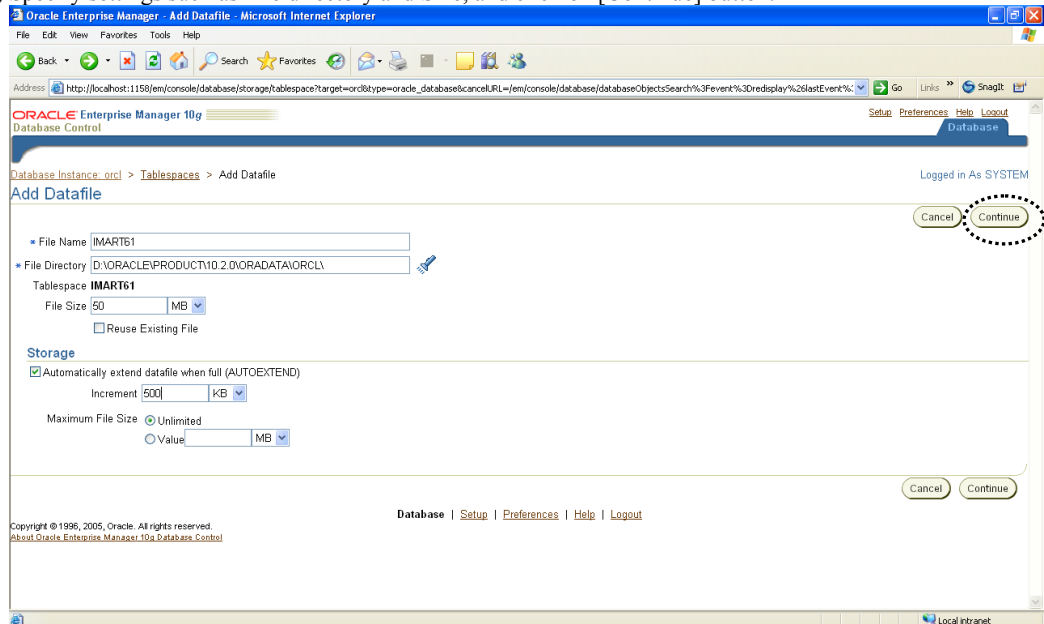 Oracle Enterprise Manager - Add Datafile - Microsoft Internet Explorer
File Edit View Favorites Tools Help
Back Search Favorites
Address http://localhost:1158/em/console/database/storage/tablespace?target=orcl&type=oracle_database&cancelURL=/em/console/database/databaseObjectsSearch%3Fevent%3Dredisplay%26lastEvent%: Go Links » SnagIt
ORACLE Enterprise Manager 10g
Database Control
Setup Preferences Help Logout
Database
Database Instance: orcl > Tablespaces > Add Datafile
Logged in As SYSTEM
Add Datafile
Cancel Continue
* File Name IMART61
* File Directory D:\ORACLE\PRODUCT\10.2.0\ORADATA\ORCL\
Tablespace IMART61
File Size 50 MB
Reuse Existing File
Storage
Automatically extend datafile when full (AUTOEXTEND)
Increment 500 KB
Maximum File Size Unlimited
Value MB
Cancel Continue
Database | Setup | Preferences | Help | Logout
Copyright © 1996, 2005, Oracle. All rights reserved.
About Oracle Enterprise Manager 10g Database Control
Local intranet